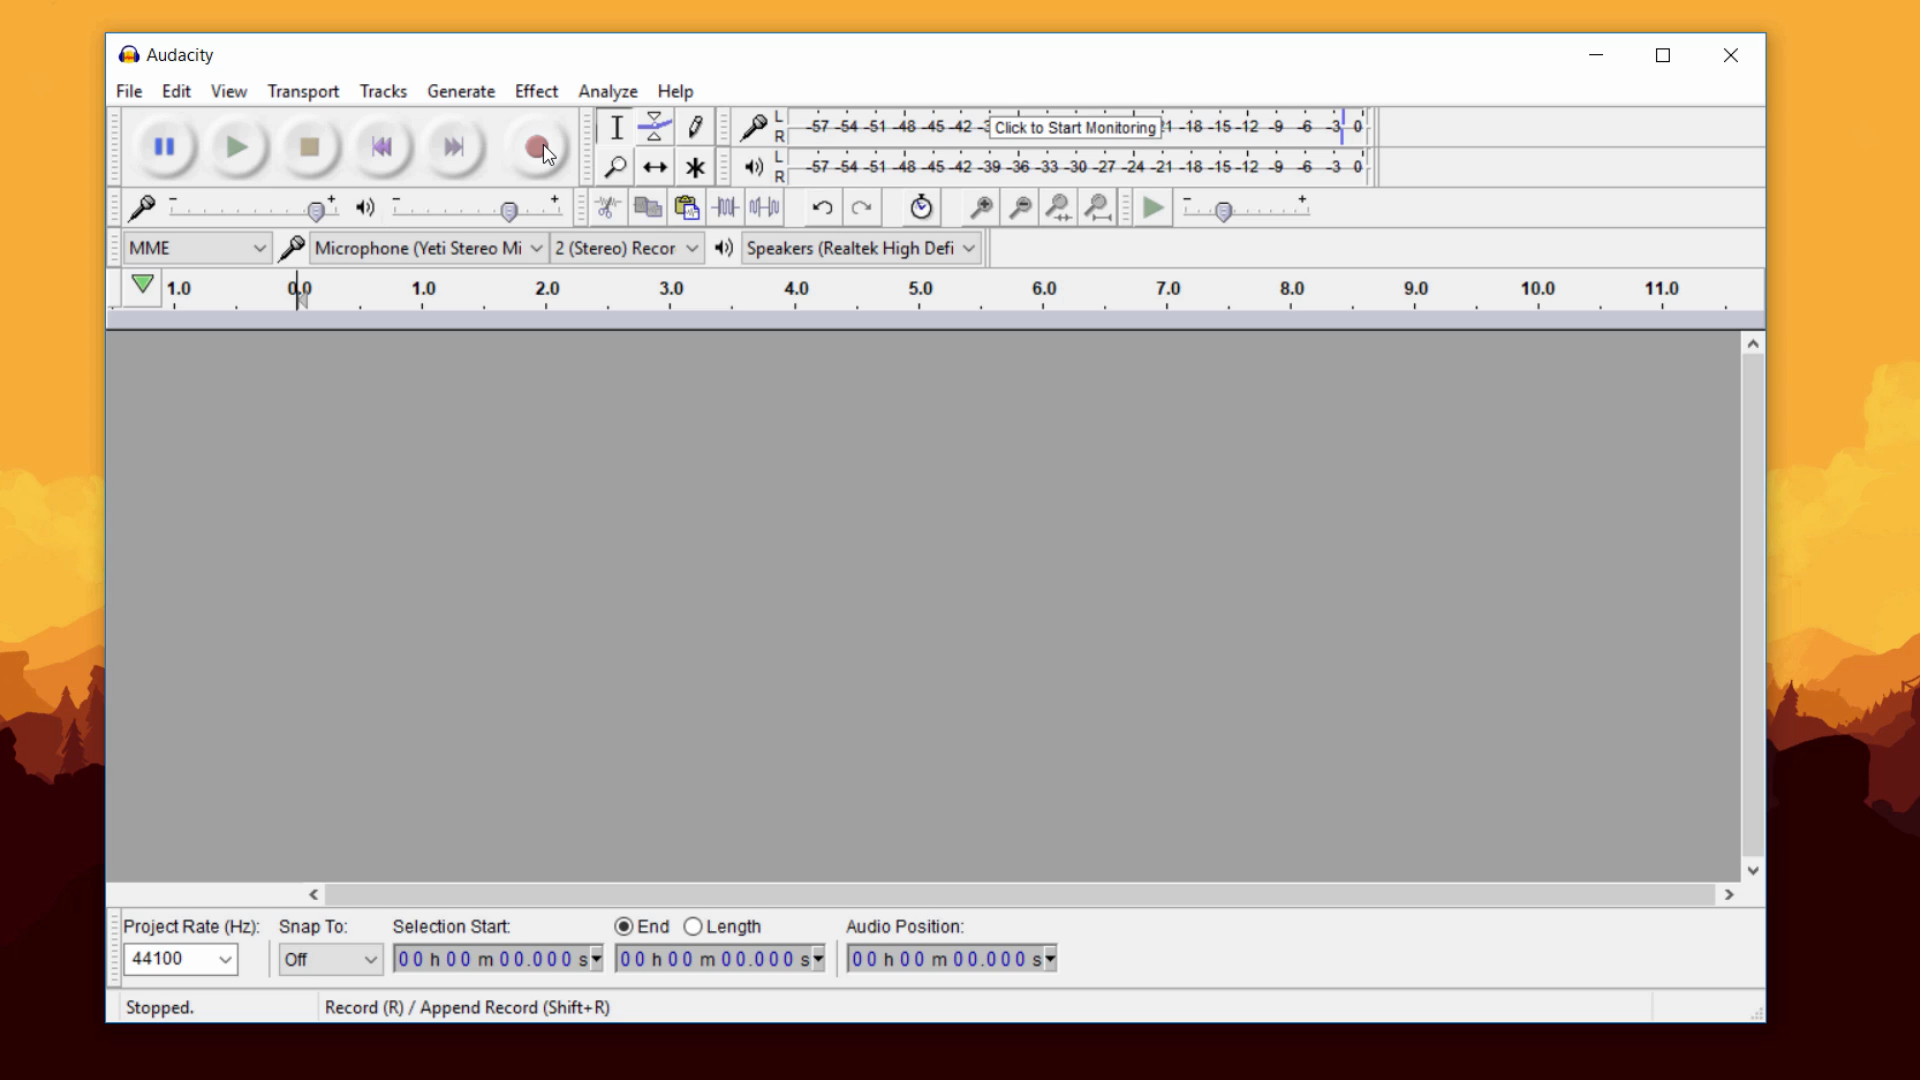 Audacity
File Edit View Transport Tracks Generate Effect Analyze Help
L -57 -54 -51 -48 -45 -42 -3 Click to Start Monitoring 1 -18 -15 -12 -9 -6 -3 0
R
L -57 -54 -51 -48 -45 -42 -39 -36 -33 -30 -27 -24 -21 -18 -15 -12 -9 -6 -3 0
R
- + - + - +
MME Microphone (Yeti Stereo Mi 2 (Stereo) Recor Speakers (Realtek High Defi
1.0 0.0 1.0 2.0 3.0 4.0 5.0 6.0 7.0 8.0 9.0 10.0 11.0
Project Rate (Hz): Snap To: Selection Start: End Length Audio Position:
44100 Off 00 h 00 m 00.000 s 00 h 00 m 00.000 s 00 h 00 m 00.000 s
Stopped. Record (R) / Append Record (Shift+R)